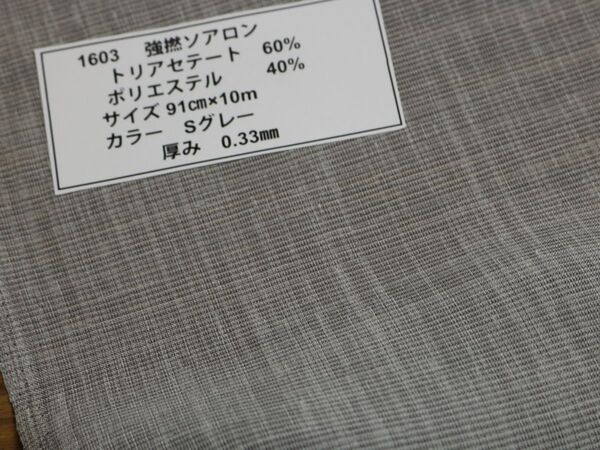 1603 強撚ソアロン
トリアセテート 60%
ポリエステル 40%
サイズ 91cm×10m
カラー Sグレー
厚み 0.33mm